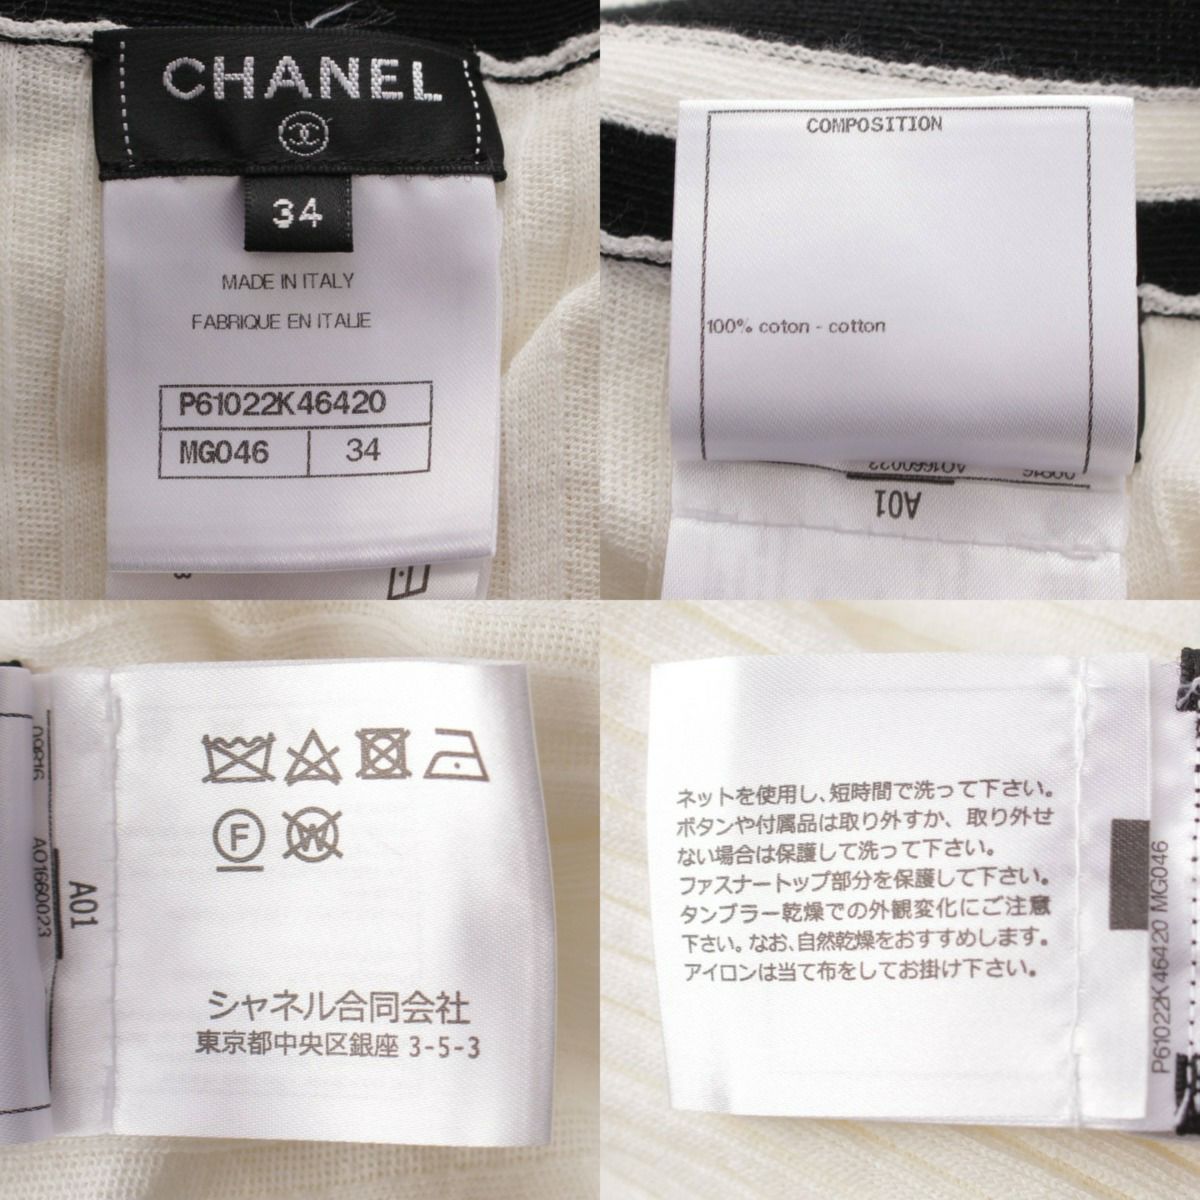 CHANEL
34
MADE IN ITALY
FABRIQUE EN ITALIE
P61022K46420
MG046 34
COMPOSITION
100% coton - cotton
A01660023
A01
A01660023
A01
F
W
シャネル合同会社
東京都中央区銀座 3-5-3
ネットを使用し、短時間で洗って下さい。
ボタンや付属品は取り外すか、取り外せ
ない場合は保護して洗って下さい。
ファスナートップ部分を保護して下さい。
タンブラー乾燥での外観変化にご注意
下さい。なお、自然乾燥をおすすめします。
アイロンは当て布をしてお掛け下さい。
P61022K46420 MG046